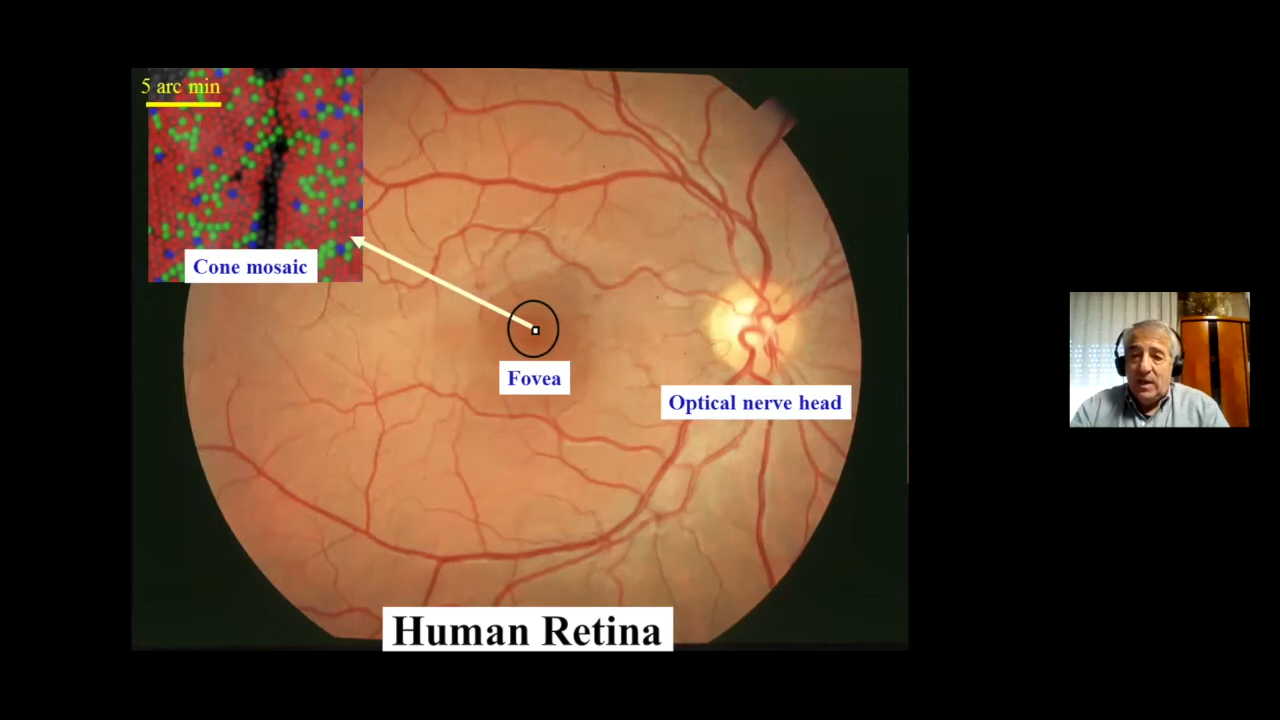 5 arc min
Cone mosaic
Fovea
Optical nerve head
Human Retina